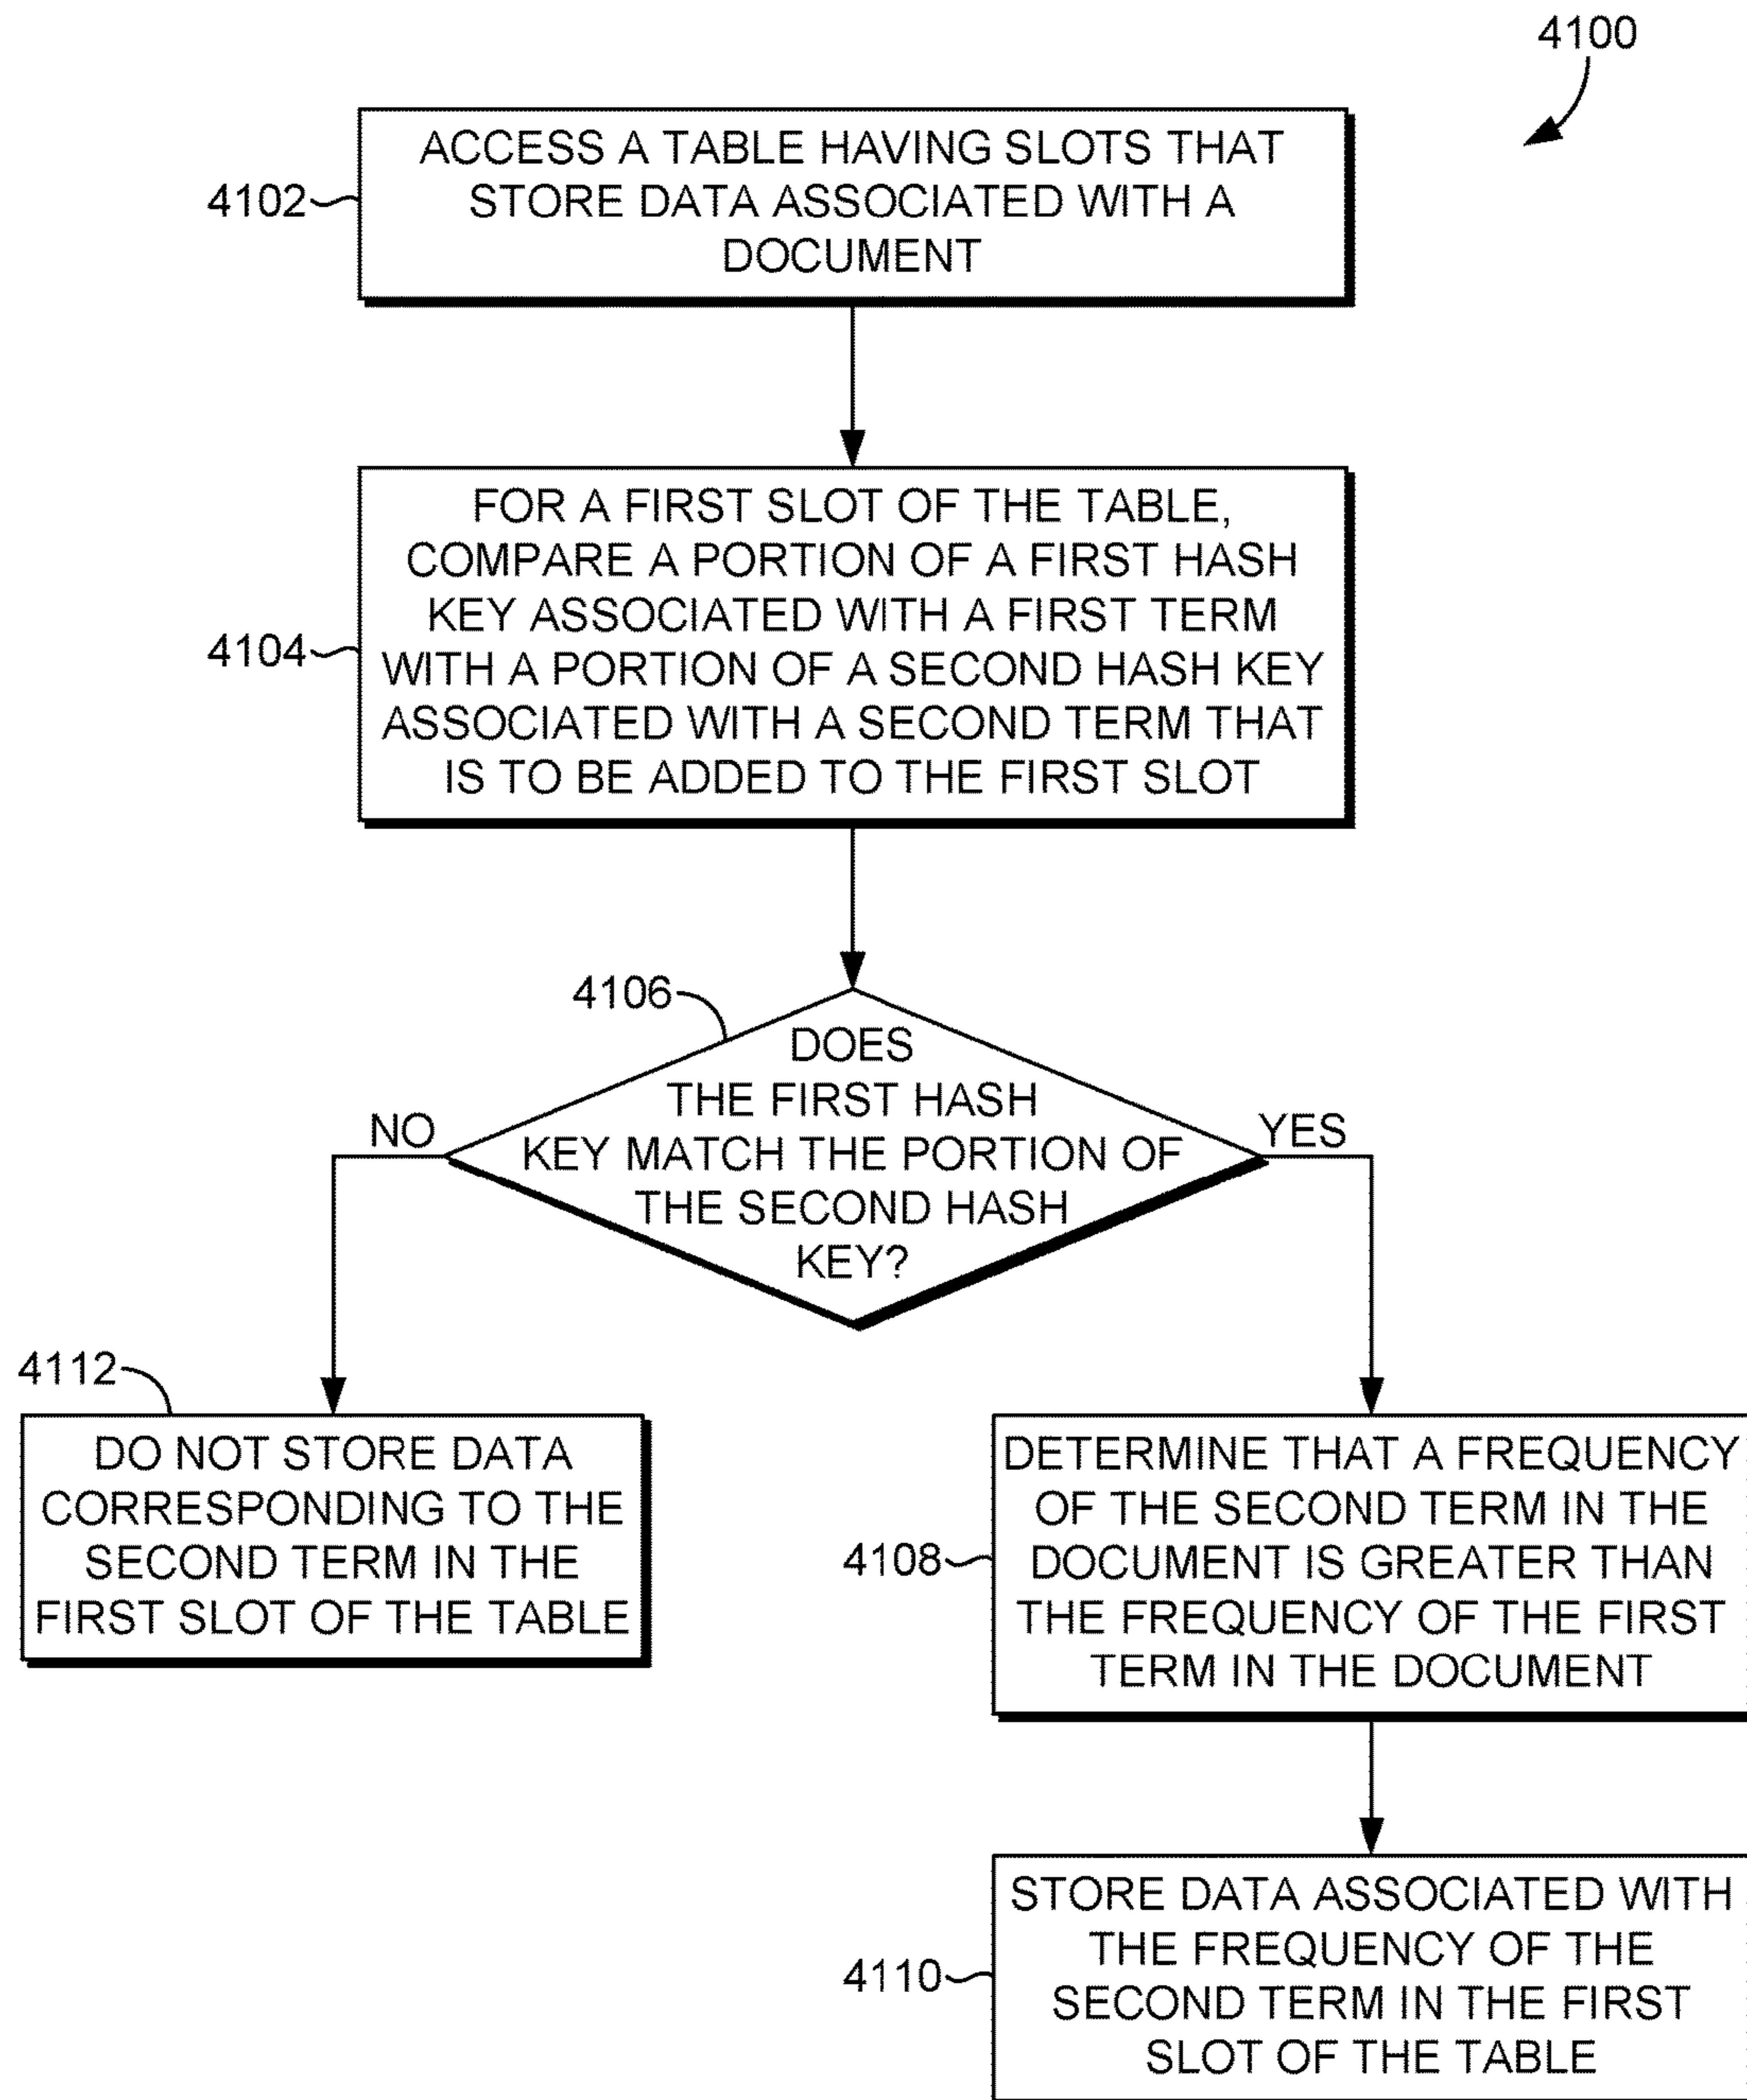 4100
ACCESS A TABLE HAVING SLOTS THAT
STORE DATA ASSOCIATED WITH A
DOCUMENT
4102
FOR A FIRST SLOT OF THE TABLE,
COMPARE A PORTION OF A FIRST HASH
KEY ASSOCIATED WITH A FIRST TERM
WITH A PORTION OF A SECOND HASH KEY
ASSOCIATED WITH A SECOND TERM THAT
IS TO BE ADDED TO THE FIRST SLOT
4104
4106
DOES
THE FIRST HASH
KEY MATCH THE PORTION OF
THE SECOND HASH
KEY?
NO
YES
4112
DO NOT STORE DATA
CORRESPONDING TO THE
SECOND TERM IN THE
FIRST SLOT OF THE TABLE
DETERMINE THAT A FREQUENCY
OF THE SECOND TERM IN THE
DOCUMENT IS GREATER THAN
THE FREQUENCY OF THE FIRST
TERM IN THE DOCUMENT
4108
STORE DATA ASSOCIATED WITH
THE FREQUENCY OF THE
SECOND TERM IN THE FIRST
SLOT OF THE TABLE
4110